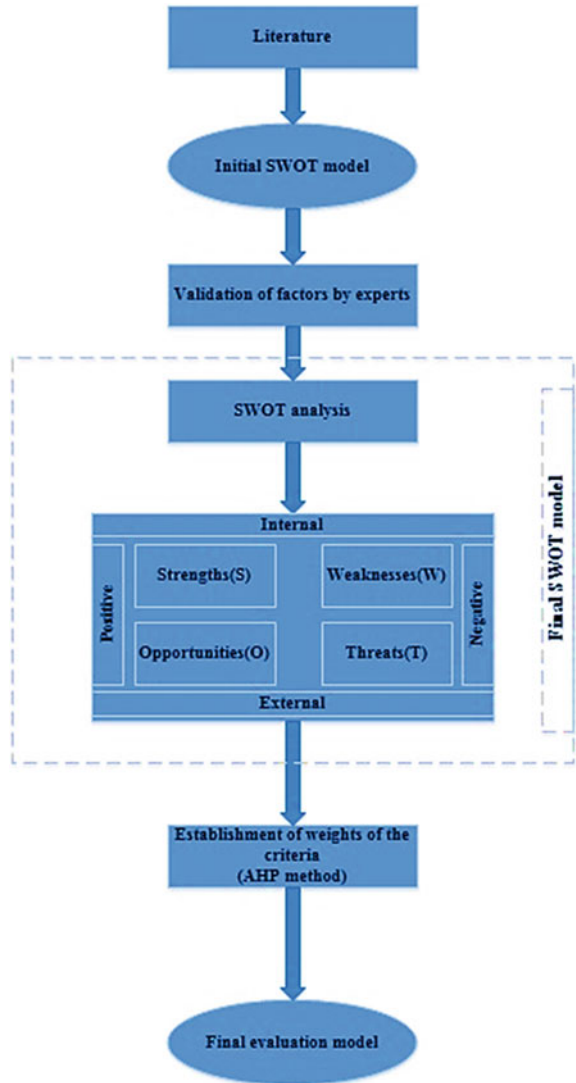 Literature
Initial SWOT model
Validation of factors by experts
SWOT analysis
Internal
Positive
Strengths(S)
Weaknesses(W)
Negative
Opportunities(O)
Threats(T)
External
Final SWOT model
Establishment of weights of the
criteria
(AHP method)
Final evaluation model